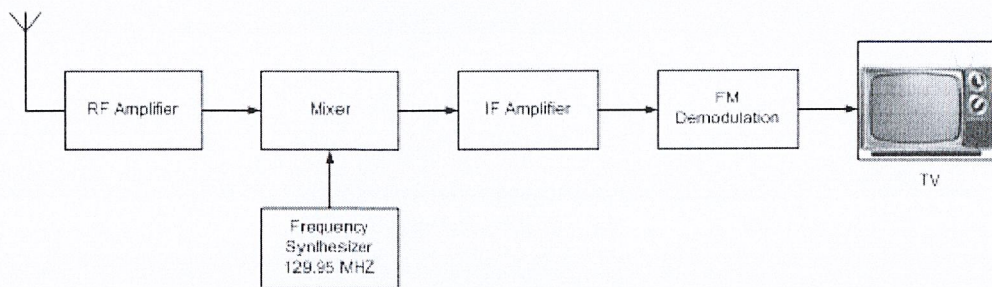 RF Amplifier
Mixer
IF Amplifier
FM
Demodulation
TV
Frequency
Synthesizer
129.95 MHZ